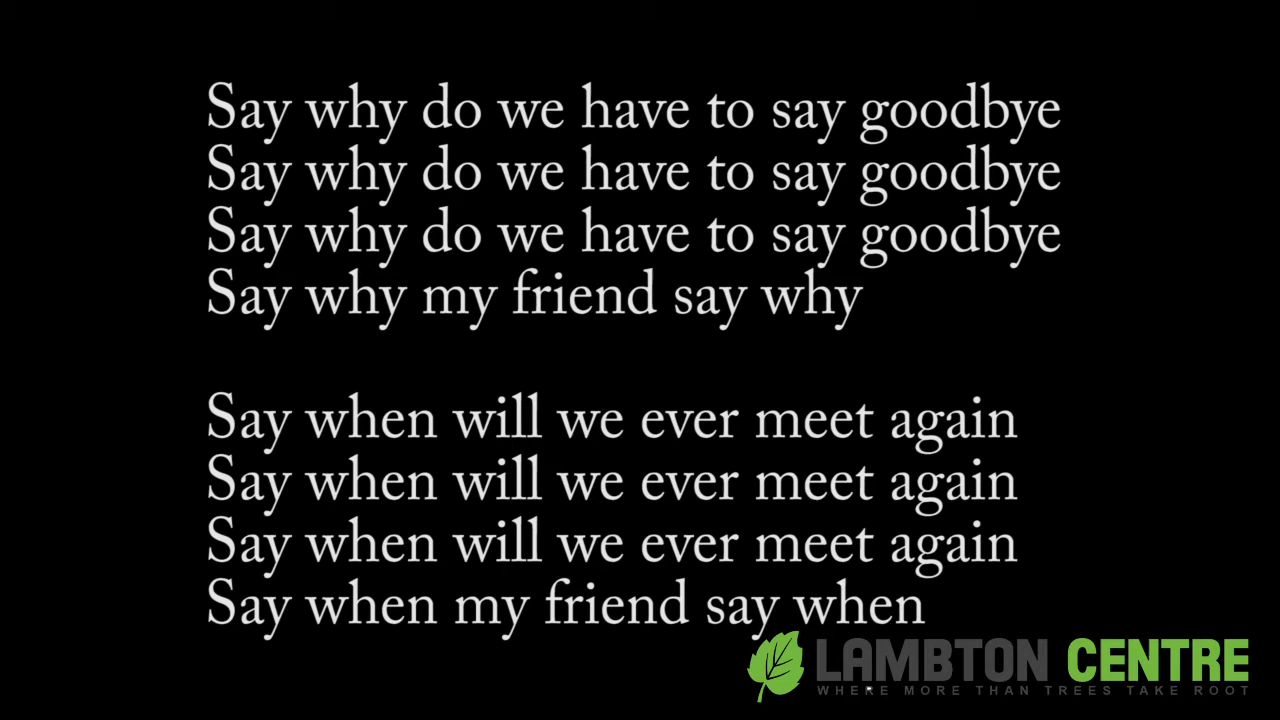 Say why do we have to say goodbye
Say why do we have to say goodbye
Say why do we have to say goodbye
Say why my friend say why
Say when will we ever meet again
Say when will we ever meet again
Say when will we ever meet again
Say when my friend say when
LAMBTON CENTRE
WHERE MORE THAN TREES TAKE ROOT